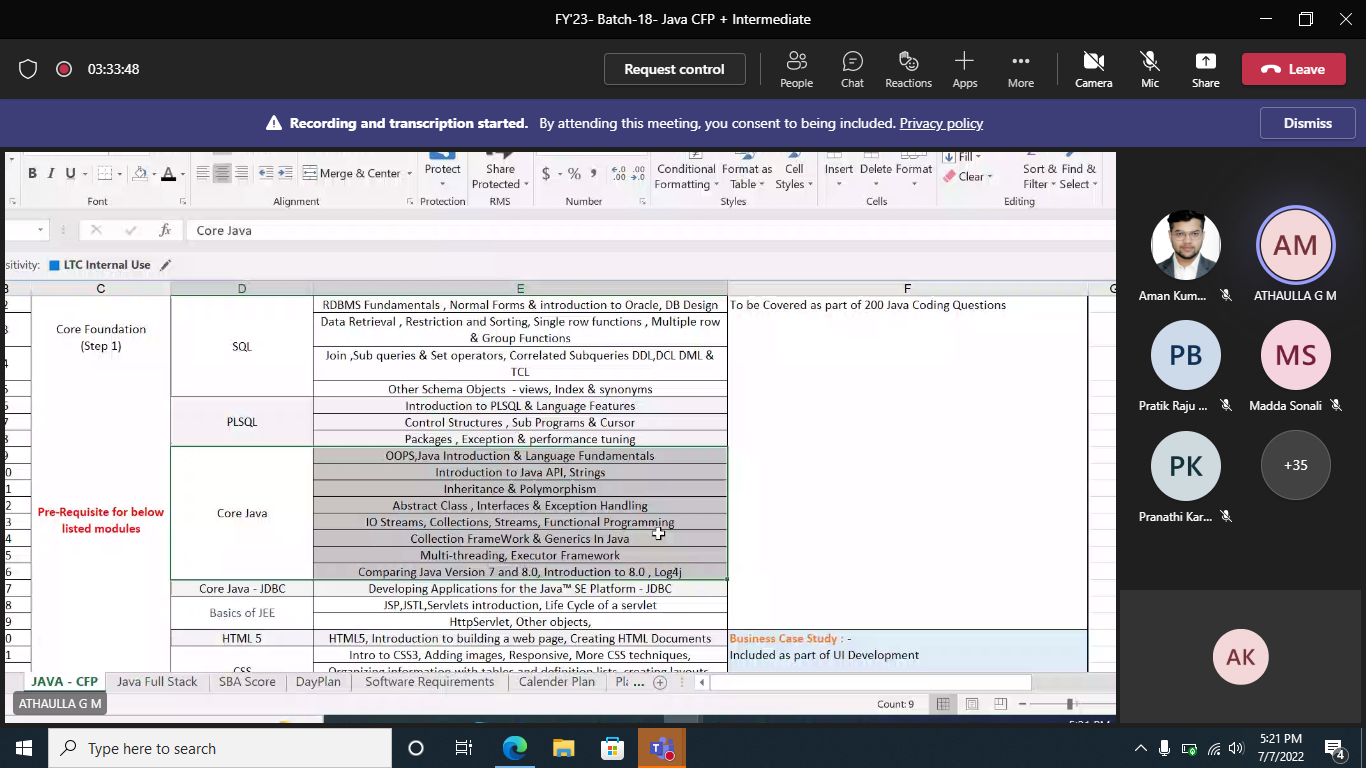 FY'23- Batch-18- Java CFP + Intermediate
03:33:48
Request control
People
Chat
Reactions
Apps
More
Camera
Mic
Share
Leave
Recording and transcription started. By attending this meeting, you consent to being included. Privacy policy
Dismiss
B I U
A
Merge & Center
$ % 9
Protect
Share
Protected
Conditional
Formatting
Format as
Table
Cell
Styles
Insert
Delete
Format
Fill
Clear
Sort &
Filter
Find &
Select
Font
Alignment
Protection
RMS
Number
Styles
Cells
Editing
fx
Core Java
sitivity:
LTC Internal Use
C
D
E
F
Core Foundation
(Step 1)
SQL
RDBMS Fundamentals , Normal Forms & introduction to Oracle, DB Design
To be Covered as part of 200 Java Coding Questions
Data Retrieval , Restriction and Sorting, Single row functions , Multiple row
& Group Functions
Join ,Sub queries & Set operators, Correlated Subqueries DDL,DCL DML &
TCL
Other Schema Objects - views, Index & synonyms
PLSQL
Introduction to PLSQL & Language Features
Control Structures , Sub Programs & Cursor
Packages , Exception & performance tuning
Pre-Requisite for below
listed modules
Core Java
OOPS,Java Introduction & Language Fundamentals
Introduction to Java API, Strings
Inheritance & Polymorphism
Abstract Class , Interfaces & Exception Handling
IO Streams, Collections, Streams, Functional Programming
Collection FrameWork & Generics In Java
Multi-threading, Executor Framework
Comparing Java Version 7 and 8.0, Introduction to 8.0 , Log4j
Core Java - JDBC
Developing Applications for the Java™ SE Platform - JDBC
Basics of JEE
JSP,JSTL,Servlets introduction, Life Cycle of a servlet
HttpServlet, Other objects,
HTML 5
HTML5, Introduction to building a web page, Creating HTML Documents
Business Case Study : -
Intro to CSS3, Adding images, Responsive, More CSS techniques,
Included as part of UI Development
CSS
Organizing information with tables and definition lists, creating layouts
JAVA - CFP
Java Full Stack
SBA Score
DayPlan
Software Requirements
Calender Plan
Pla ...
Count: 9
ATHAULLA G M
Aman Kum...
AM
ATHAULLA G M
PB
Pratik Raju ...
MS
Madda Sonali
PK
Pranathi Kar...
+35
AK
Type here to search
5:21 PM
7/7/2022
4